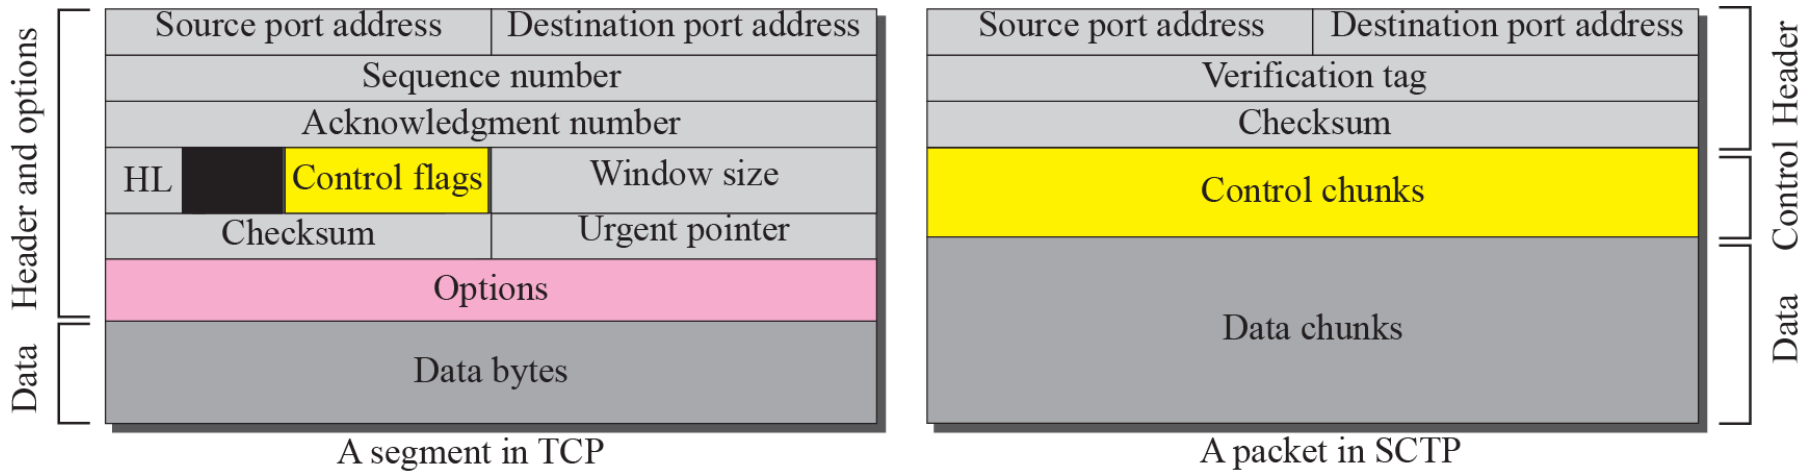 Header and options
Data
Source port address
Destination port address
Sequence number
Acknowledgment number
HL
Control flags
Window size
Checksum
Urgent pointer
Options
Data bytes
A segment in TCP
Source port address
Destination port address
Verification tag
Checksum
Control chunks
Data chunks
A packet in SCTP
Header
Control
Data